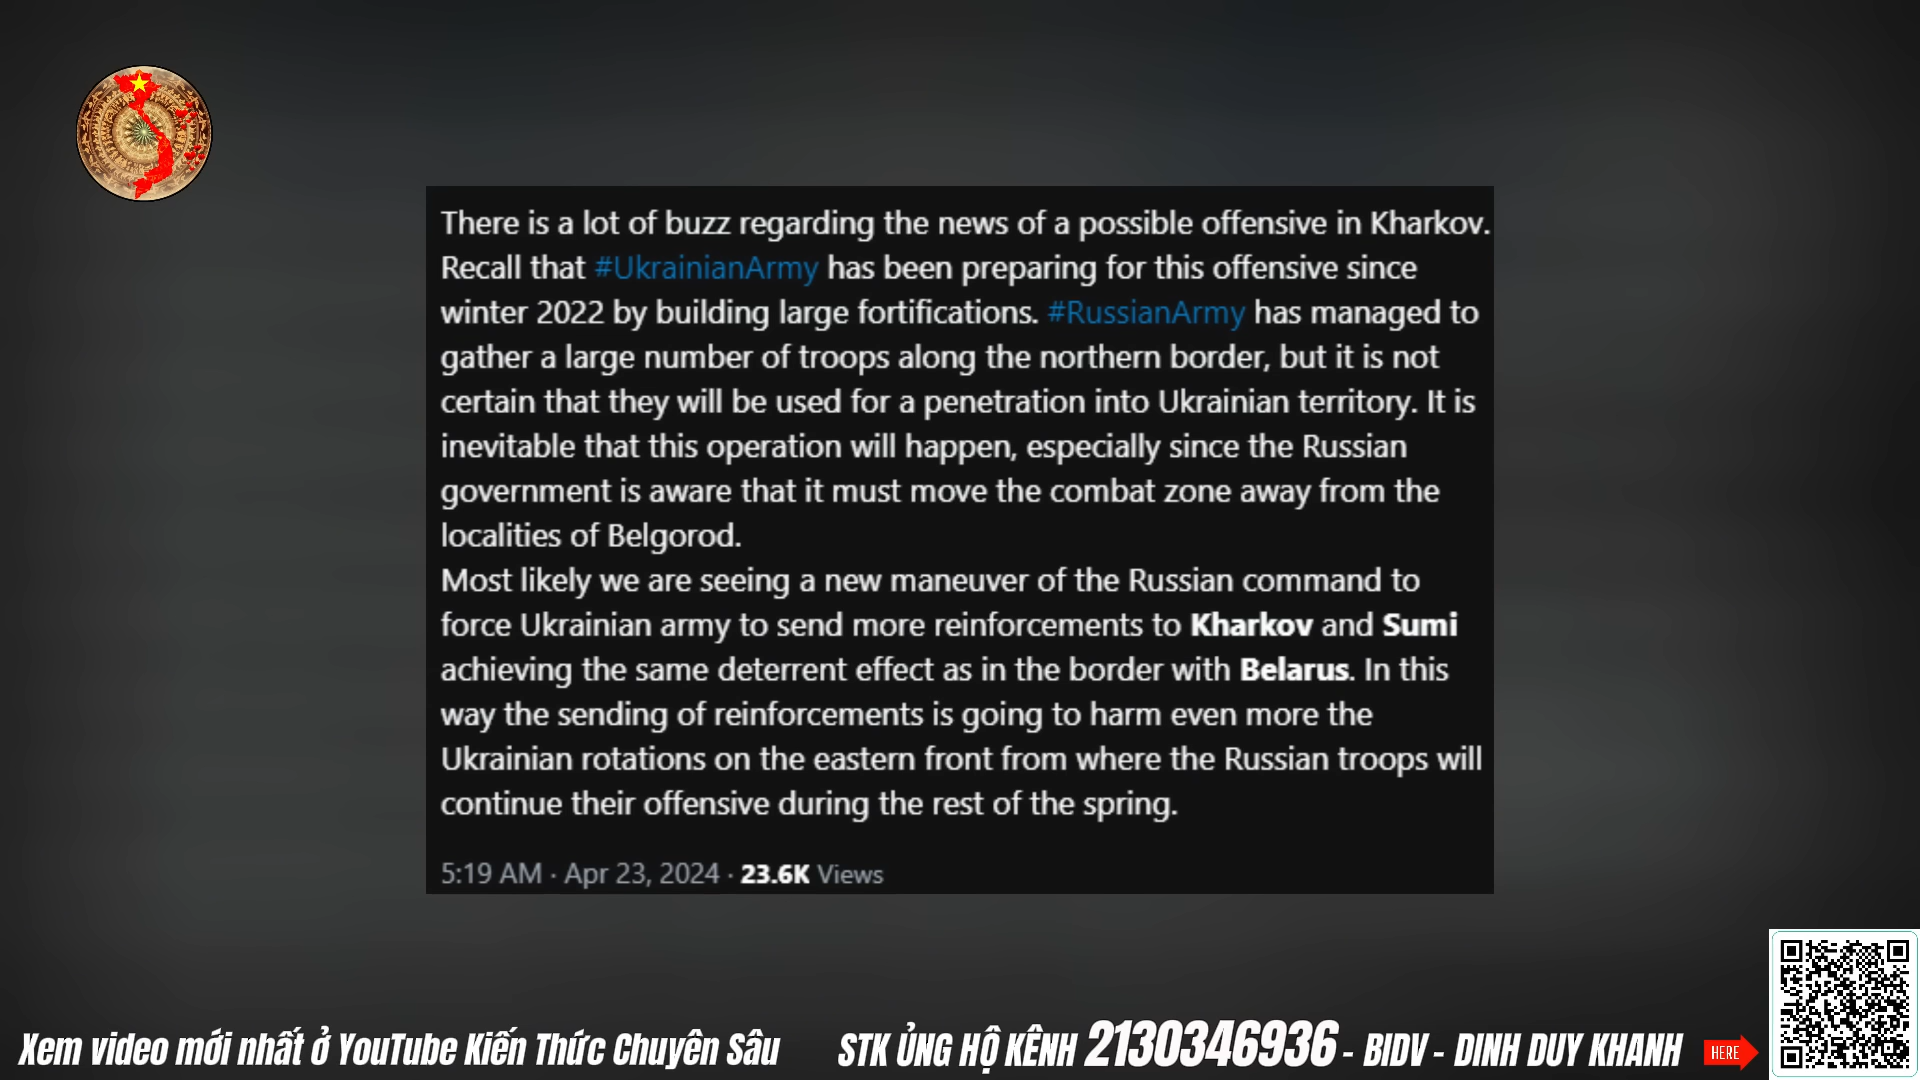 There is a lot of buzz regarding the news of a possible offensive in Kharkov.
Recall that #UkrainianArmy has been preparing for this offensive since
winter 2022 by building large fortifications. #RussianArmy has managed to
gather a large number of troops along the northern border, but it is not
certain that they will be used for a penetration into Ukrainian territory. It is
inevitable that this operation will happen, especially since the Russian
government is aware that it must move the combat zone away from the
localities of Belgorod.
Most likely we are seeing a new maneuver of the Russian command to
force Ukrainian army to send more reinforcements to Kharkov and Sumi
achieving the same deterrent effect as in the border with Belarus. In this
way the sending of reinforcements is going to harm even more the
Ukrainian rotations on the eastern front from where the Russian troops will
continue their offensive during the rest of the spring.
5:19 AM · Apr 23, 2024 · 23.6K Views
Xem video mới nhất ở YouTube Kiến Thức Chuyên Sâu
STK ỦNG HỘ KÊNH 2130346936 - BIDV - DINH DUY KHANH
HERE